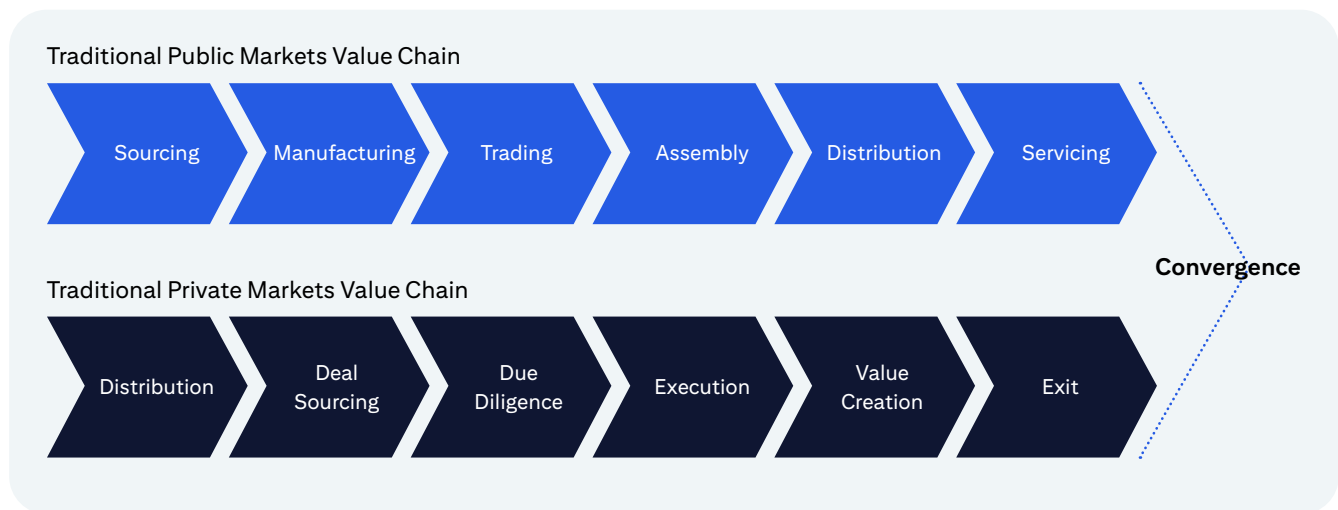 Traditional Public Markets Value Chain
Sourcing
Manufacturing
Trading
Assembly
Distribution
Servicing
Convergence
Traditional Private Markets Value Chain
Distribution
Deal
Sourcing
Due
Diligence
Execution
Value
Creation
Exit